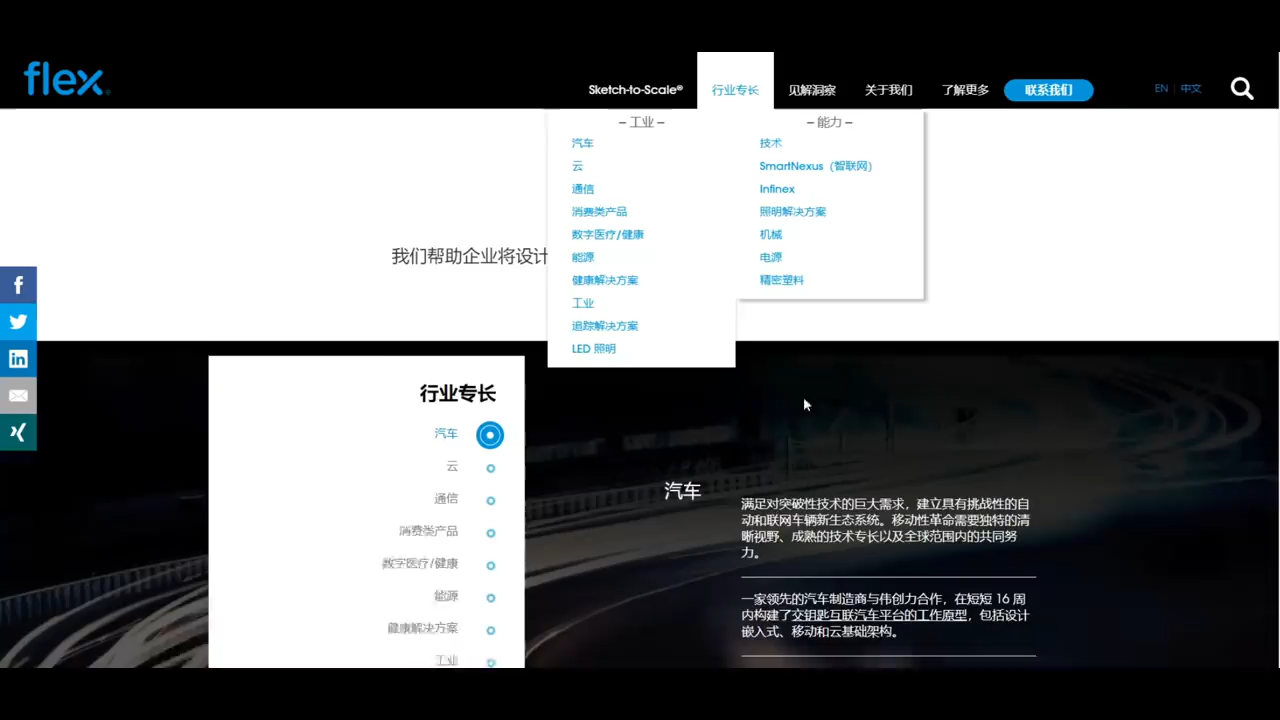 flex.
Sketch-to-Scale®
行业专长
见解洞察
关于我们
了解更多
联系我们
EN | 中文
– 工业 –
汽车
云
通信
消费类产品
数字医疗/健康
能源
健康解决方案
工业
追踪解决方案
LED 照明
– 能力 –
技术
SmartNexus（智联网）
Infinex
照明解决方案
机械
电源
精密塑料
我们帮助企业将设计
行业专长
汽车
云
通信
消费类产品
数字医疗/健康
能源
健康解决方案
工业
汽车
满足对突破性技术的巨大需求，建立具有挑战性的自
动和联网车辆新生态系统。移动性革命需要独特的清
晰视野、成熟的技术专长以及全球范围内的共同努
力。
一家领先的汽车制造商与伟创力合作，在短短 16 周
内构建了交钥匙互联汽车平台的工作原型，包括设计
嵌入式、移动和云基础架构。